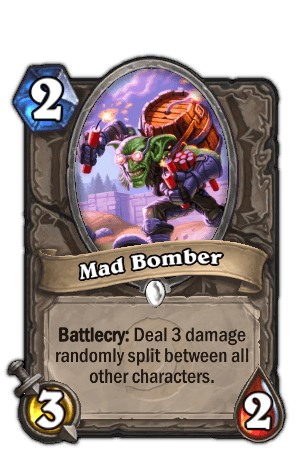 2
Mad Bomber
Battlecry: Deal 3 damage
randomly split between all
other characters.
3
2